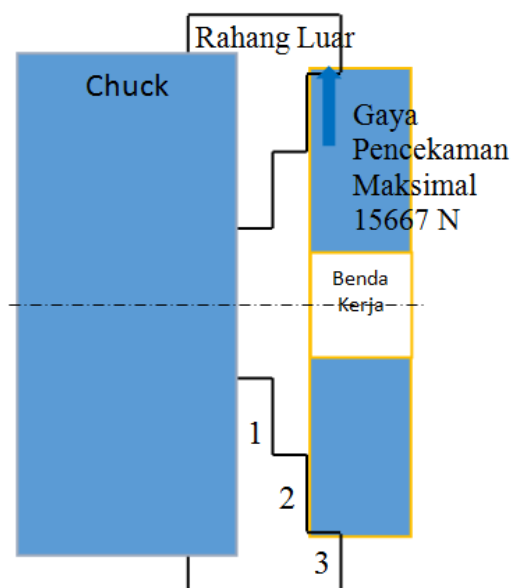 Rahang Luar
Chuck
Gaya
Pencekaman
Maksimal
15667 N
Benda
Kerja
1
2
3